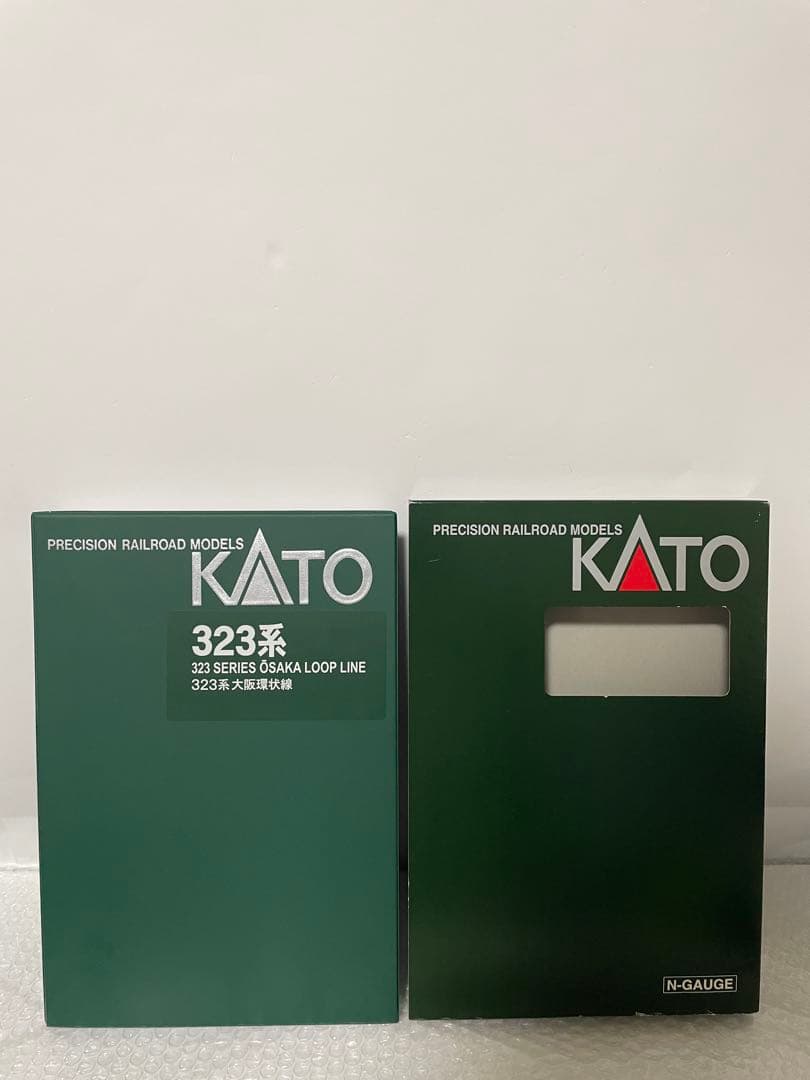 PRECISION RAILROAD MODELS
KATO
323系
323 SERIES ŌSAKA LOOP LINE
323系大阪環状線
PRECISION RAILROAD MODELS
KATO
N-GAUGE